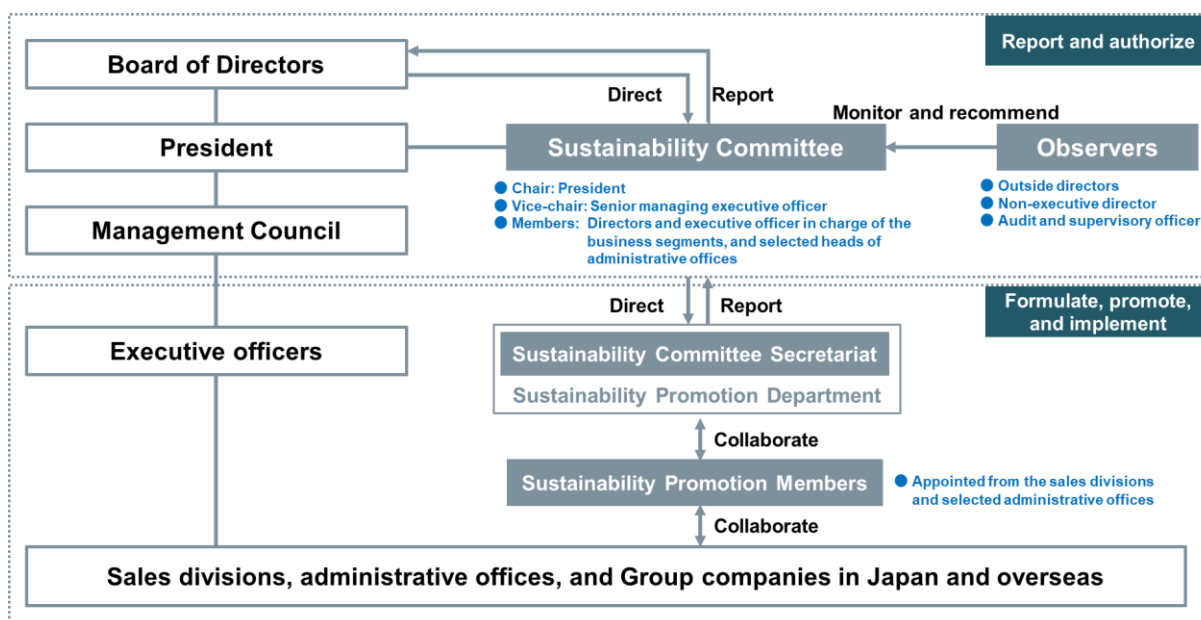 Report and authorize
Board of Directors
Direct
Report
Monitor and recommend
President
Sustainability Committee
Observers
● Chair: President
● Vice-chair: Senior managing executive officer
● Members: Directors and executive officer in charge of the
business segments, and selected heads of
administrative offices
● Outside directors
● Non-executive director
● Audit and supervisory officer
Management Council
Formulate, promote,
and implement
Direct
Report
Executive officers
Sustainability Committee Secretariat
Sustainability Promotion Department
Collaborate
Sustainability Promotion Members
● Appointed from the sales divisions
and selected administrative offices
Collaborate
Sales divisions, administrative offices, and Group companies in Japan and overseas